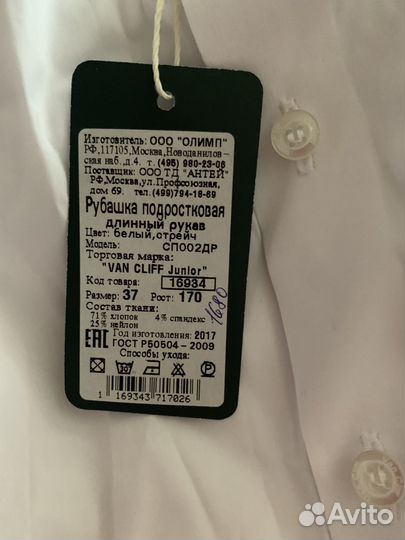 Изготовитель: ООО "ОЛИМП"
РФ,117105,Москва,Новоданилов-
ская наб.,д.4. т.(495) 980-23-06
Поставщик: ООО ТД "АНТЕЙ"
РФ,Москва,ул.Профсоюзная,
дом 69. тел.(499)794-18-69
Рубашка подростковая
длинный рукав
Цвет: белый,стрейч
Модель: СП002ДР
Торговая марка:
"VAN CLIFF Junior"
Код товара: 16934
Размер: 37 Рост: 170
Состав ткани:
71% хлопок 4% спандекс
25% нейлон
1680
Год изготовления: 2017
ЕАС ГОСТ Р50504 - 2009
Способы ухода:
1 169343 717026
Avito